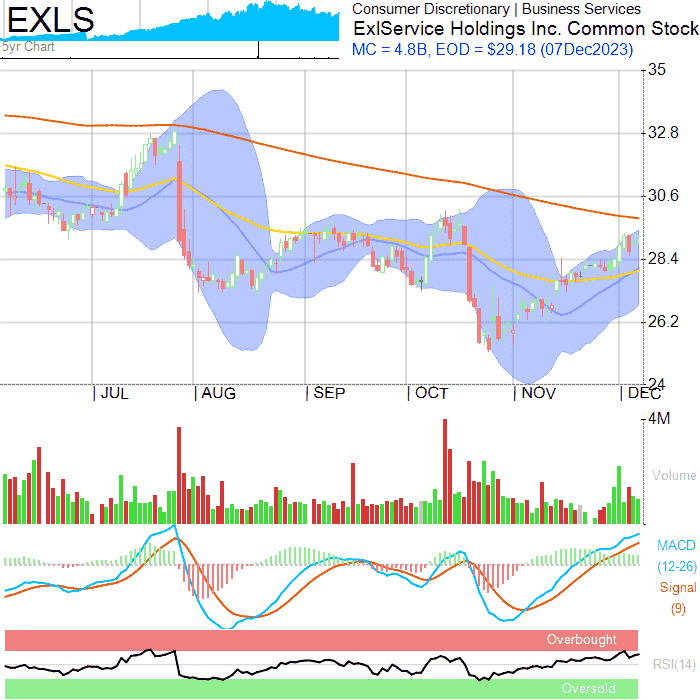 EXLS
Consumer Discretionary | Business Services
ExlService Holdings Inc. Common Stock
5yr Chart
MC = 4.8B, EOD = $29.18 (07Dec2023)
35
32.8
30.6
28.4
26.2
24
JUL
AUG
SEP
OCT
NOV
DEC
4M
Volume
MACD
(12-26)
Signal
(9)
Overbought
RSI(14)
Oversold